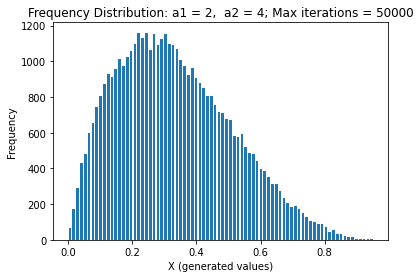 Frequency Distribution: a1 = 2,  a2 = 4; Max iterations = 50000
1200
1000
800
600
400
200
0
Frequency
0.0 0.2 0.4 0.6 0.8
X (generated values)